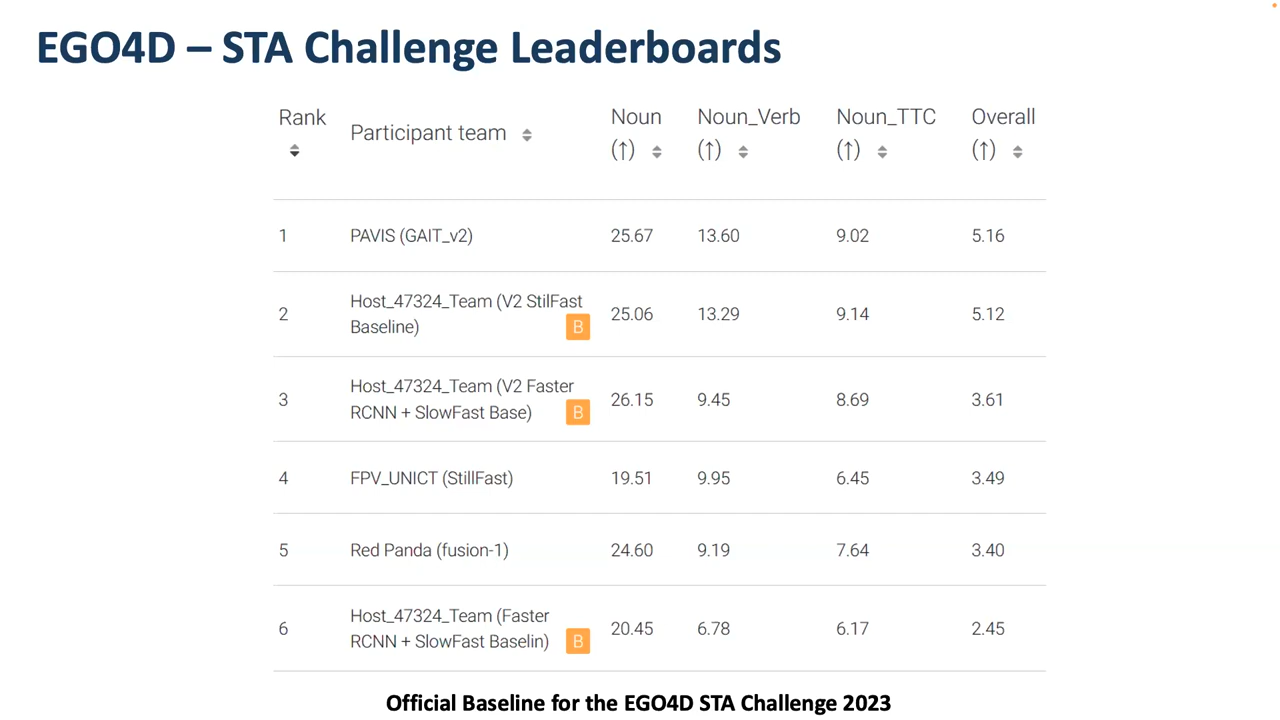 EGO4D – STA Challenge Leaderboards
Rank Participant team Noun (↑) Noun_Verb (↑) Noun_TTC (↑) Overall (↑)
1 PAVIS (GAIT_v2) 25.67 13.60 9.02 5.16
2 Host_47324_Team (V2 StilFast Baseline) B 25.06 13.29 9.14 5.12
3 Host_47324_Team (V2 Faster RCNN + SlowFast Base) B 26.15 9.45 8.69 3.61
4 FPV_UNICT (StillFast) 19.51 9.95 6.45 3.49
5 Red Panda (fusion-1) 24.60 9.19 7.64 3.40
6 Host_47324_Team (Faster RCNN + SlowFast Baselin) B 20.45 6.78 6.17 2.45
Official Baseline for the EGO4D STA Challenge 2023